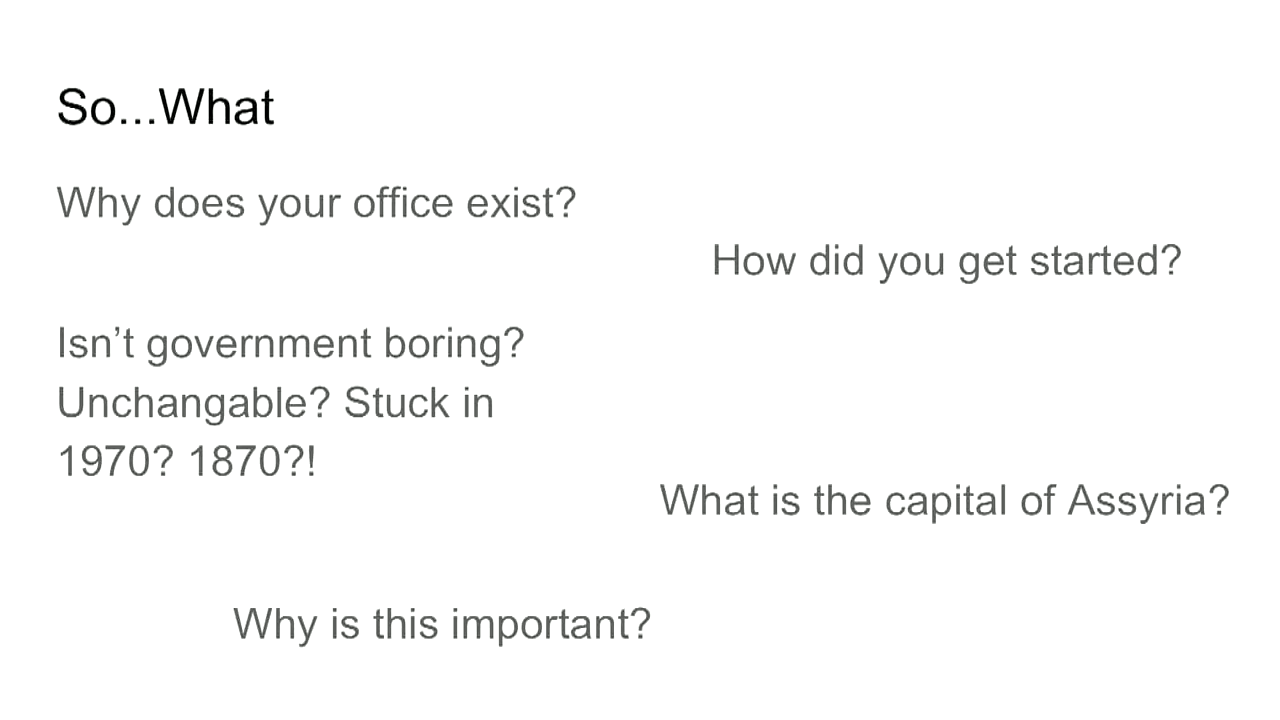 So...What
Why does your office exist?
How did you get started?
Isn’t government boring?
Unchangable? Stuck in
1970? 1870?!
What is the capital of Assyria?
Why is this important?